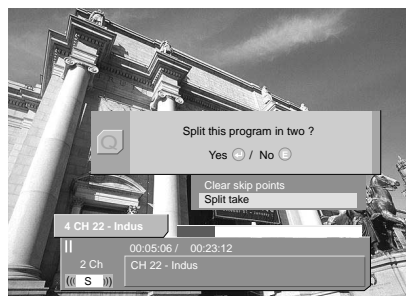 Split this program in two ?
Yes / No E
Clear skip points
Split take
4 CH 22 - Indus
00:05:06 / 00:23:12
2 Ch
CH 22 - Indus
((( S )))